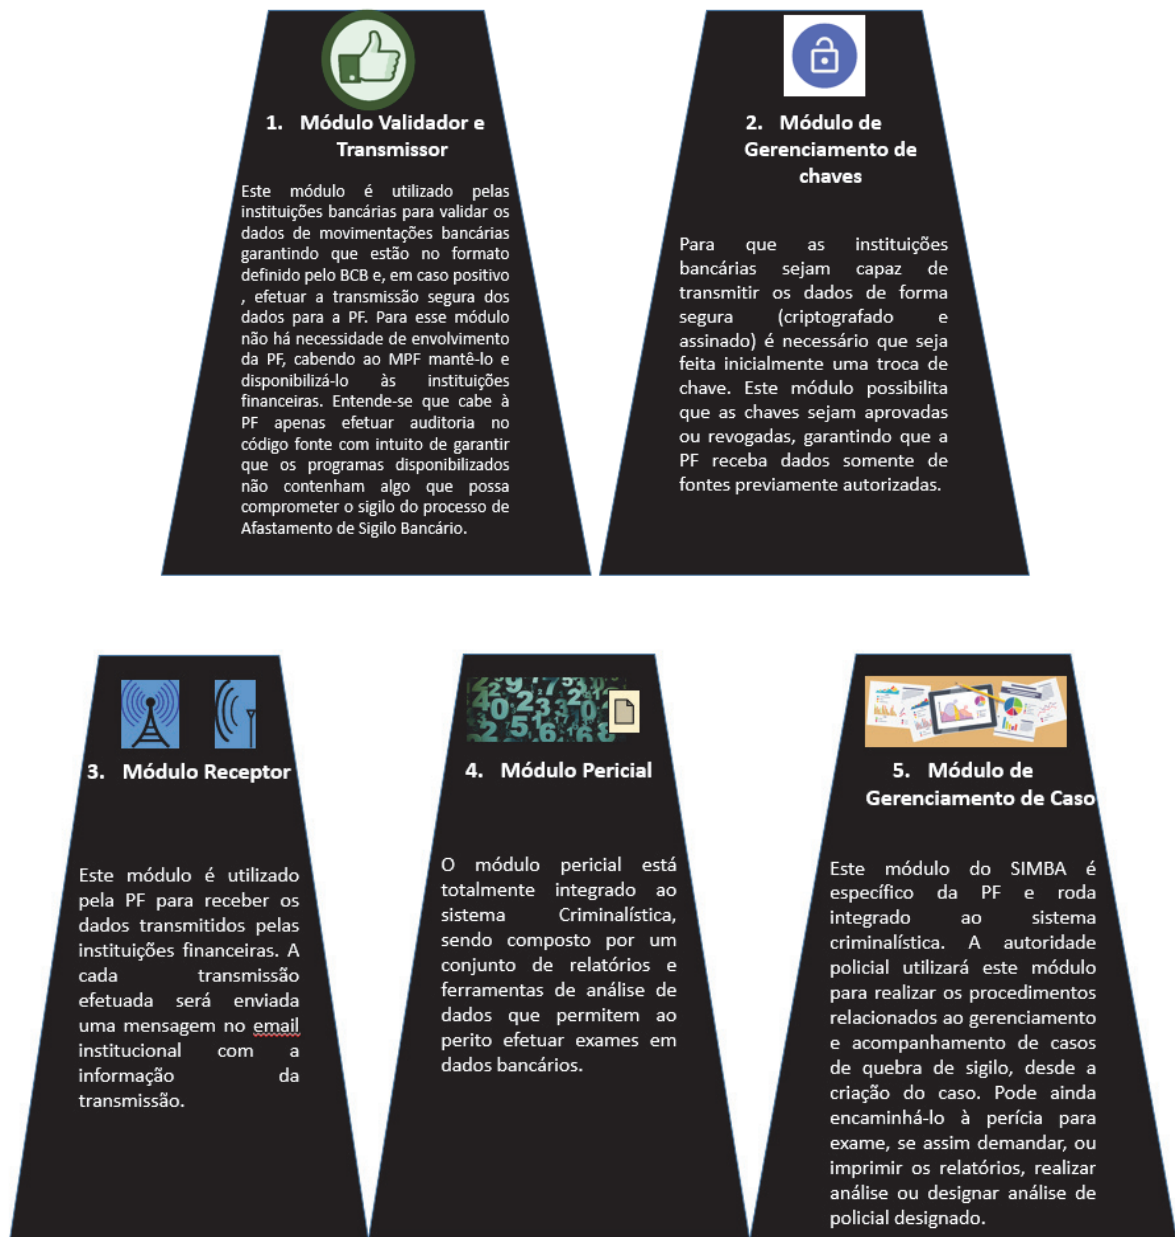 1. Módulo Validador e
Transmissor
Este módulo é utilizado pelas
instituições bancárias para validar os
dados de movimentações bancárias
garantindo que estão no formato
definido pelo BCB e, em caso positivo
, efetuar a transmissão segura dos
dados para a PF. Para esse módulo
não há necessidade de envolvimento
da PF, cabendo ao MPF mantê-lo e
disponibilizá-lo às instituições
financeiras. Entende-se que cabe à
PF apenas efetuar auditoria no
código fonte com intuito de garantir
que os programas disponibilizados
não contenham algo que possa
comprometer o sigilo do processo de
Afastamento de Sigilo Bancário.
2. Módulo de
Gerenciamento de
chaves
Para que as instituições
bancárias sejam capaz de
transmitir os dados de forma
segura (criptografado e
assinado) é necessário que seja
feita inicialmente uma troca de
chave. Este módulo possibilita
que as chaves sejam aprovadas
ou revogadas, garantindo que a
PF receba dados somente de
fontes previamente autorizadas.
3. Módulo Receptor
Este módulo é utilizado
pela PF para receber os
dados transmitidos pelas
instituições financeiras. A
cada transmissão
efetuada será enviada
uma mensagem no email
institucional com a
informação da
transmissão.
4. Módulo Pericial
O módulo pericial está
totalmente integrado ao
sistema Criminalística,
sendo composto por um
conjunto de relatórios e
ferramentas de análise de
dados que permitem ao
perito efetuar exames em
dados bancários.
5. Módulo de
Gerenciamento de Caso
Este módulo do SIMBA é
específico da PF e roda
integrado ao sistema
criminalística. A autoridade
policial utilizará este módulo
para realizar os procedimentos
relacionados ao gerenciamento
e acompanhamento de casos
de quebra de sigilo, desde a
criação do caso. Pode ainda
encaminhá-lo à perícia para
exame, se assim demandar, ou
imprimir os relatórios, realizar
análise ou designar análise de
policial designado.